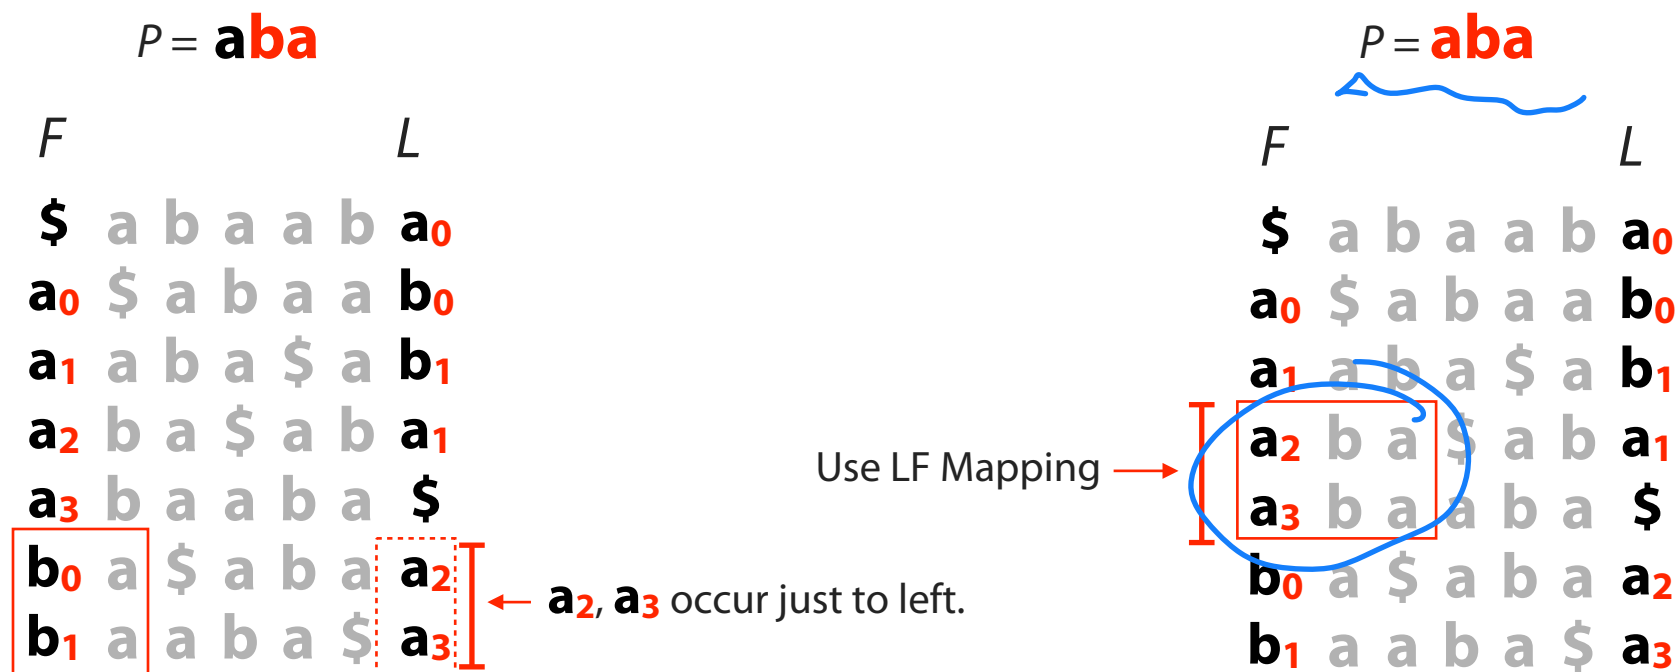 P = aba
F L
$ a b a a b a0
a0 $ a b a a b0
a1 a b a $ a b1
a2 b a $ a b a1
a3 b a a b a $
b0 a $ a b a a2
b1 a a b a $ a3
a2, a3 occur just to left.
P = aba
F L
$ a b a a b a0
a0 $ a b a a b0
a1 a b a $ a b1
a2 b a $ a b a1
a3 b a a b a $
b0 a $ a b a a2
b1 a a b a $ a3
Use LF Mapping